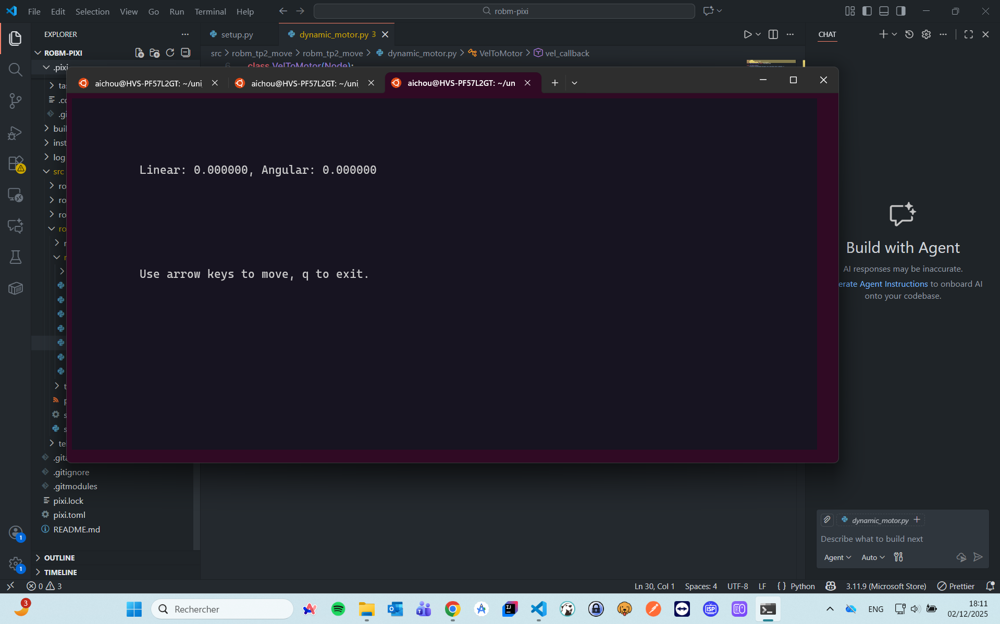 File Edit Selection View Go Run Terminal Help
robm-pixi
EXPLORER
setup.py
dynamic_motor.py 3
CHAT
ROBM-PIXI
src > robm_tp2_move > robm_tp2_move > dynamic_motor.py > VelToMotor > vel_callback
.pixi
6 class VelToMotor(Node):
aichou@HVS-PF57L2GT: ~/uni
aichou@HVS-PF57L2GT: ~/uni
aichou@HVS-PF57L2GT: ~/un
ta
.co
.gi
buil
inst
log
src
ro
ro
ro
ro
r
r
t
p
s
s
te
.gita
.gitignore
.gitmodules
pixi.lock
pixi.toml
README.md
OUTLINE
TIMELINE
Linear: 0.000000, Angular: 0.000000
Use arrow keys to move, q to exit.
Build with Agent
AI responses may be inaccurate.
erate Agent Instructions to onboard AI
onto your codebase.
dynamic_motor.py
Describe what to build next
Agent Auto
1
1
0 3
Ln 30, Col 1 Spaces: 4 UTF-8 LF { } Python 3.11.9 (Microsoft Store) Prettier
3
Rechercher
ISP
ENG
18:11
02/12/2025